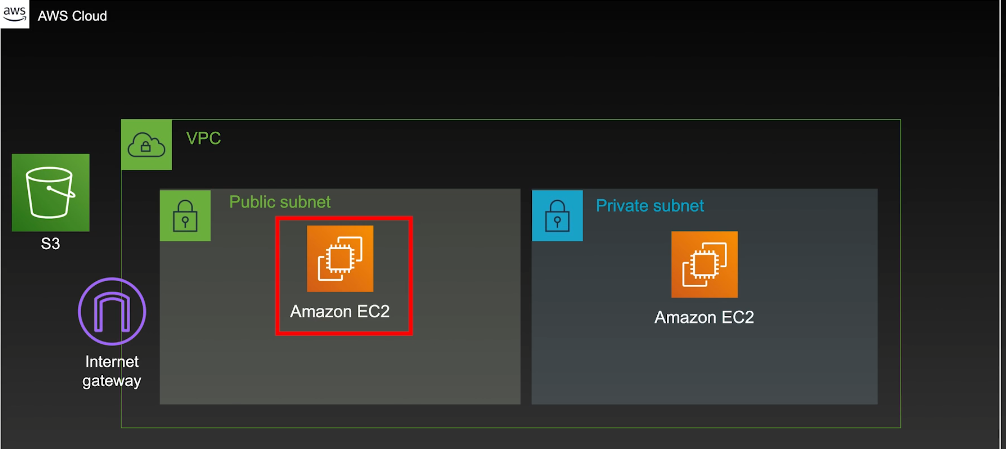 aws
AWS Cloud
VPC
Public subnet
Private subnet
S3
Amazon EC2
Amazon EC2
Internet
gateway